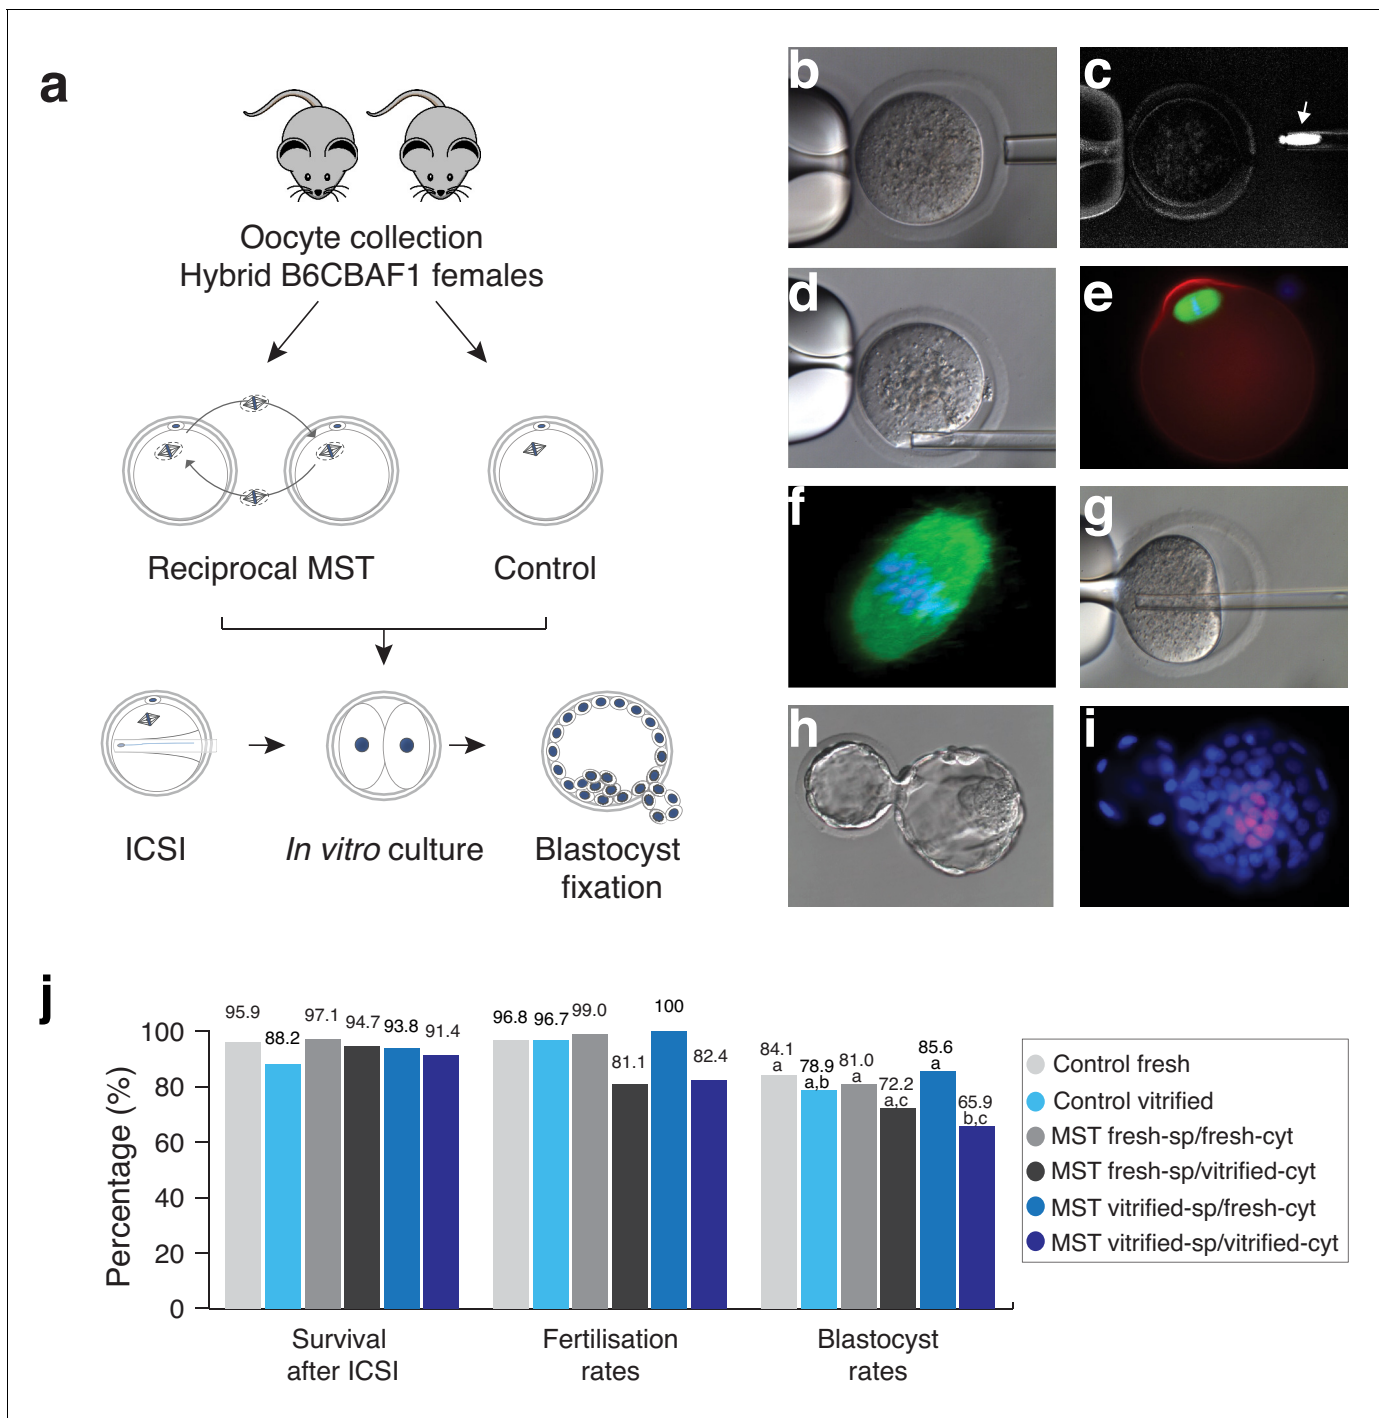 a
Oocyte collection
Hybrid B6CBAF1 females
Reciprocal MST
Control
ICSI
In vitro culture
Blastocyst
fixation
b
c
d
e
f
g
h
i
j
Percentage (%)
100
80
60
40
20
0
95.9
88.2
97.1
94.7
93.8
91.4
96.8
96.7
99.0
81.1
100
82.4
84.1
a
78.9
a,b
81.0
a
72.2
a,c
85.6
a
65.9
b,c
Survival
after ICSI
Fertilisation
rates
Blastocyst
rates
Control fresh
Control vitrified
MST fresh-sp/fresh-cyt
MST fresh-sp/vitrified-cyt
MST vitrified-sp/fresh-cyt
MST vitrified-sp/vitrified-cyt